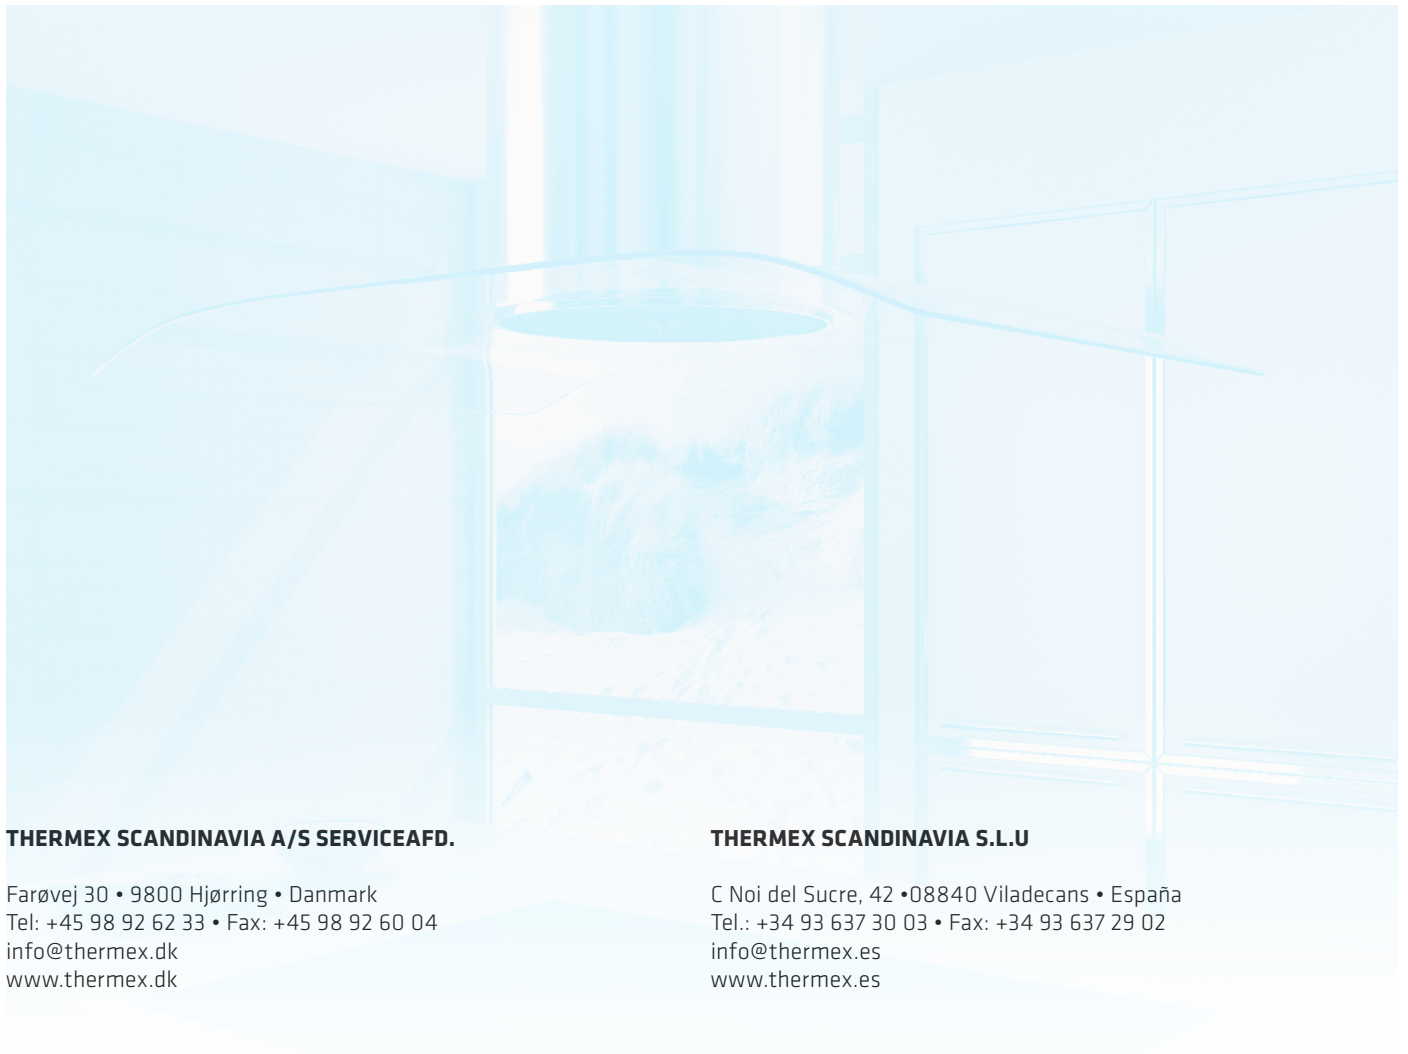 THERMEX SCANDINAVIA A/S SERVICEAFD.
Farøvej 30 • 9800 Hjørring • Danmark
Tel: +45 98 92 62 33 • Fax: +45 98 92 60 04
info@thermex.dk
www.thermex.dk
THERMEX SCANDINAVIA S.L.U
C Noi del Sucre, 42 •08840 Viladecans • España
Tel.: +34 93 637 30 03 • Fax: +34 93 637 29 02
info@thermex.es
www.thermex.es